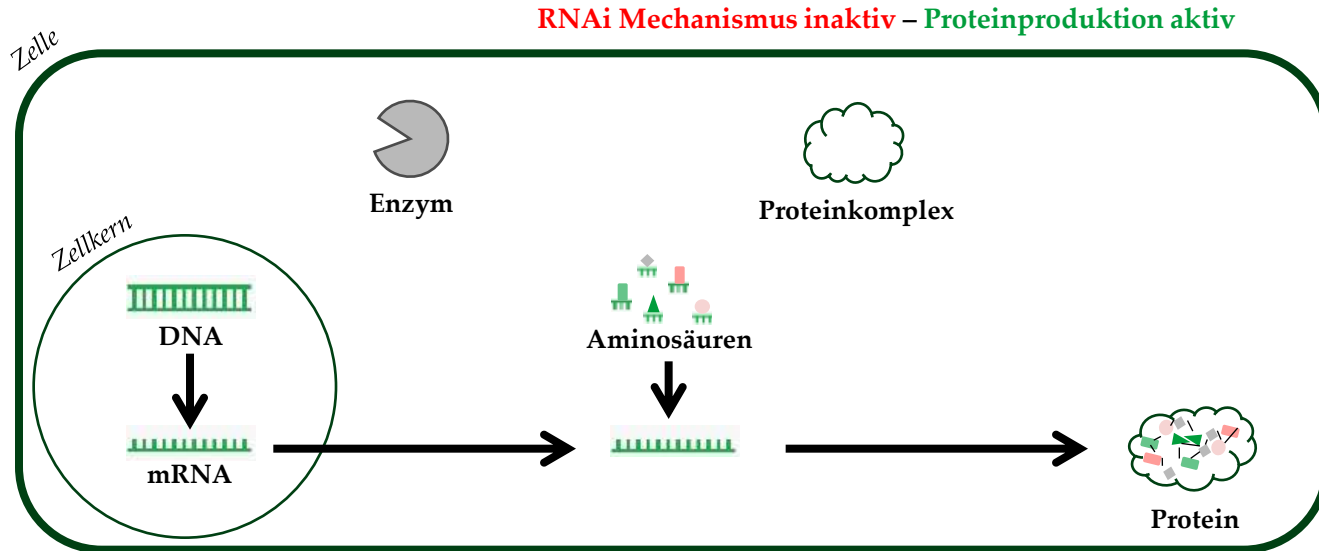 RNAi Mechanismus inaktiv – Proteinproduktion aktiv
Zelle
Enzym
Proteinkomplex
Zellkern
DNA
Aminosäuren
mRNA
Protein